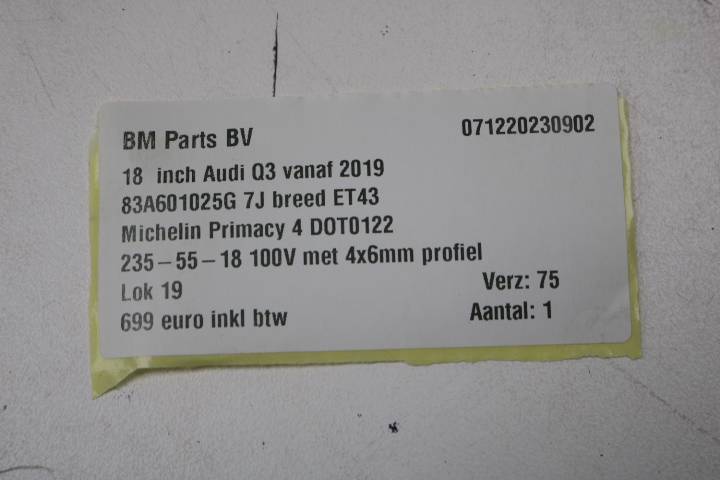 BM Parts BV 071220230902
18 inch Audi Q3 vanaf 2019
83A601025G 7J breed ET43
Michelin Primacy 4 DOT0122
235-55-18 100V met 4x6mm profiel
Lok 19 Verz: 75
699 euro inkl btw Aantal: 1